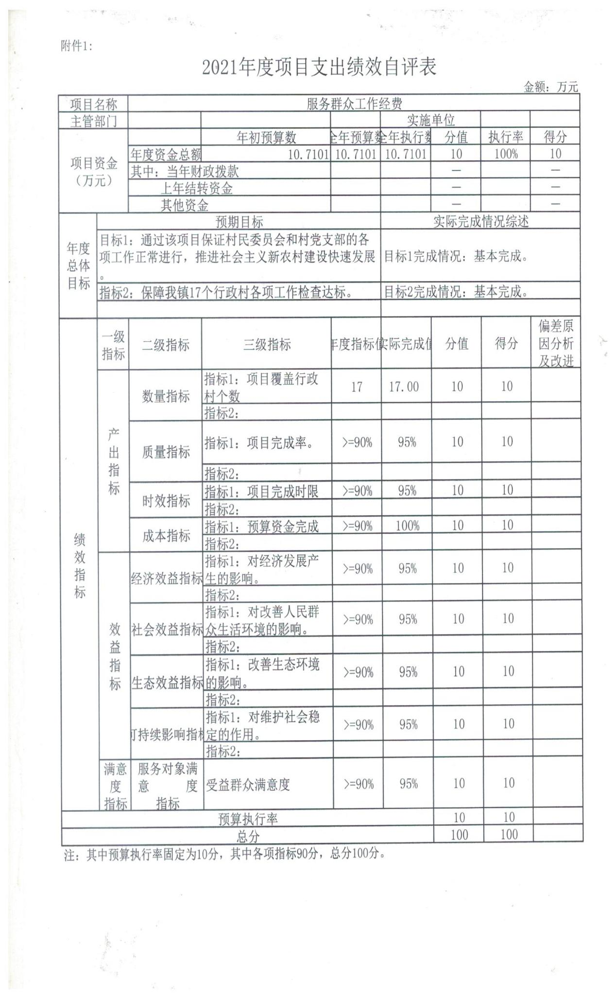 附件1:
2021年度项目支出绩效自评表
金额：万元
项目名称 服务群众工作经费
主管部门 实施单位
年初预算数 全年预算数 全年执行数 分值 执行率 得分
项目资金（万元）
年度资金总额 10.7101 10.7101 10.7101 10 100% 10
其中：当年财政拨款 — —
上年结转资金 — —
其他资金 — —
年度总体目标
预期目标 实际完成情况综述
目标1：通过该项目保证村民委员会和村党支部的各
项工作正常进行，推进社会主义新农村建设快速发展
。
目标1完成情况：基本完成。
指标2：保障我镇17个行政村各项工作检查达标。 目标2完成情况：基本完成。
绩效指标
一级指标 二级指标 三级指标 年度指标值 实际完成值 分值 得分 偏差原因分析及改进
产出指标
数量指标 指标1：项目覆盖行政
村个数 17 17.00 10 10
指标2：
质量指标 指标1：项目完成率。 >=90% 95% 10 10
指标2：
时效指标 指标1：项目完成时限 >=90% 95% 10 10
指标2：
成本指标 指标1：预算资金完成 >=90% 100% 10 10
指标2：
效益指标
经济效益指标 指标1：对经济发展产
生的影响。 >=90% 95% 10 10
指标2：
社会效益指标 指标1：对改善人民群
众生活环境的影响。 >=90% 95% 10 10
指标2：
生态效益指标 指标1：改善生态环境
的影响。 >=90% 95% 10 10
指标2：
可持续影响指标 指标1：对维护社会稳
定的作用。 >=90% 95% 10 10
指标2：
满意度指标 服务对象满意度指标 受益群众满意度 >=90% 95% 10 10
预算执行率 10 10
总分 100 100
注：其中预算执行率固定为10分，其中各项指标90分，总分100分。